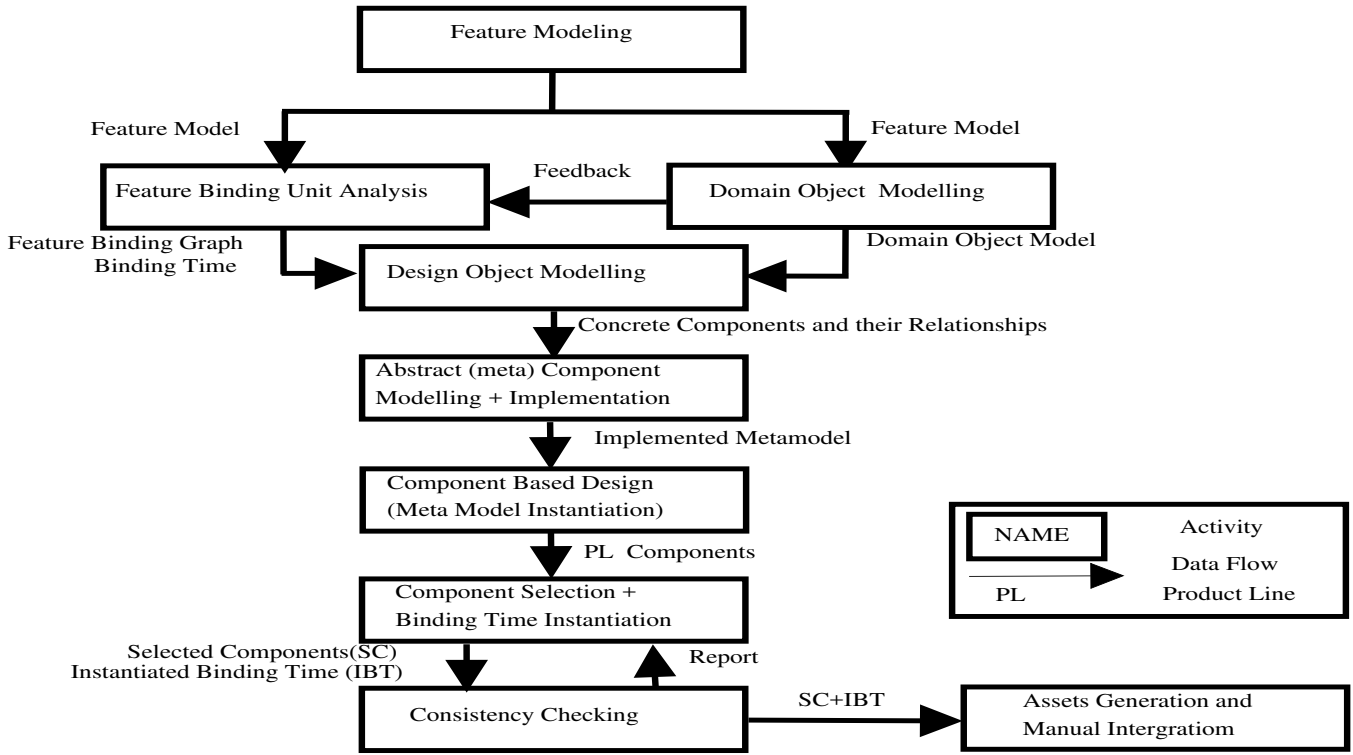 Feature Modeling
Feature Model
Feature Model
Feedback
Feature Binding Unit Analysis
Domain Object Modelling
Feature Binding Graph
Binding Time
Domain Object Model
Design Object Modelling
Concrete Components and their Relationships
Abstract (meta) Component
Modelling + Implementation
Implemented Metamodel
Component Based Design
(Meta Model Instantiation)
PL Components
Component Selection +
Binding Time Instantiation
Selected Components(SC)
Instantiated Binding Time (IBT)
Report
Consistency Checking
SC+IBT
Assets Generation and
Manual Intergratiom
NAME
Activity
Data Flow
PL
Product Line